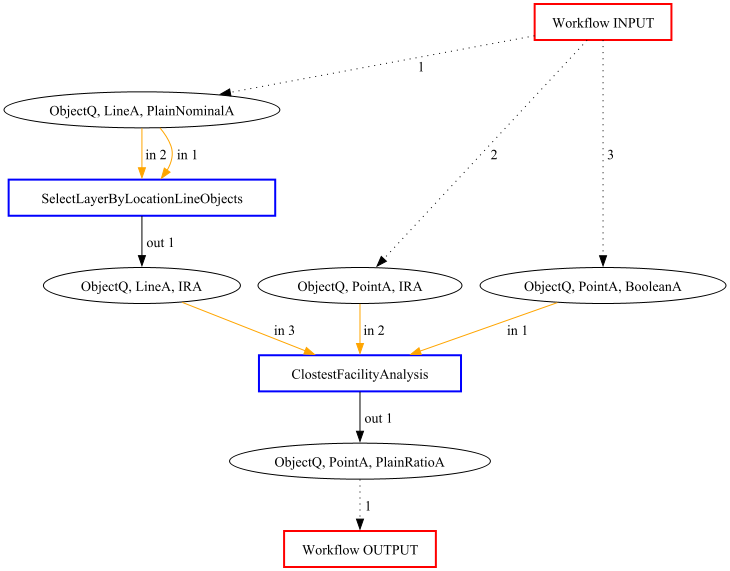 Workflow INPUT
1
ObjectQ, LineA, PlainNominalA
2
3
in 2
in 1
SelectLayerByLocationLineObjects
out 1
ObjectQ, LineA, IRA
ObjectQ, PointA, IRA
ObjectQ, PointA, BooleanA
in 3
in 2
in 1
ClostestFacilityAnalysis
out 1
ObjectQ, PointA, PlainRatioA
1
Workflow OUTPUT